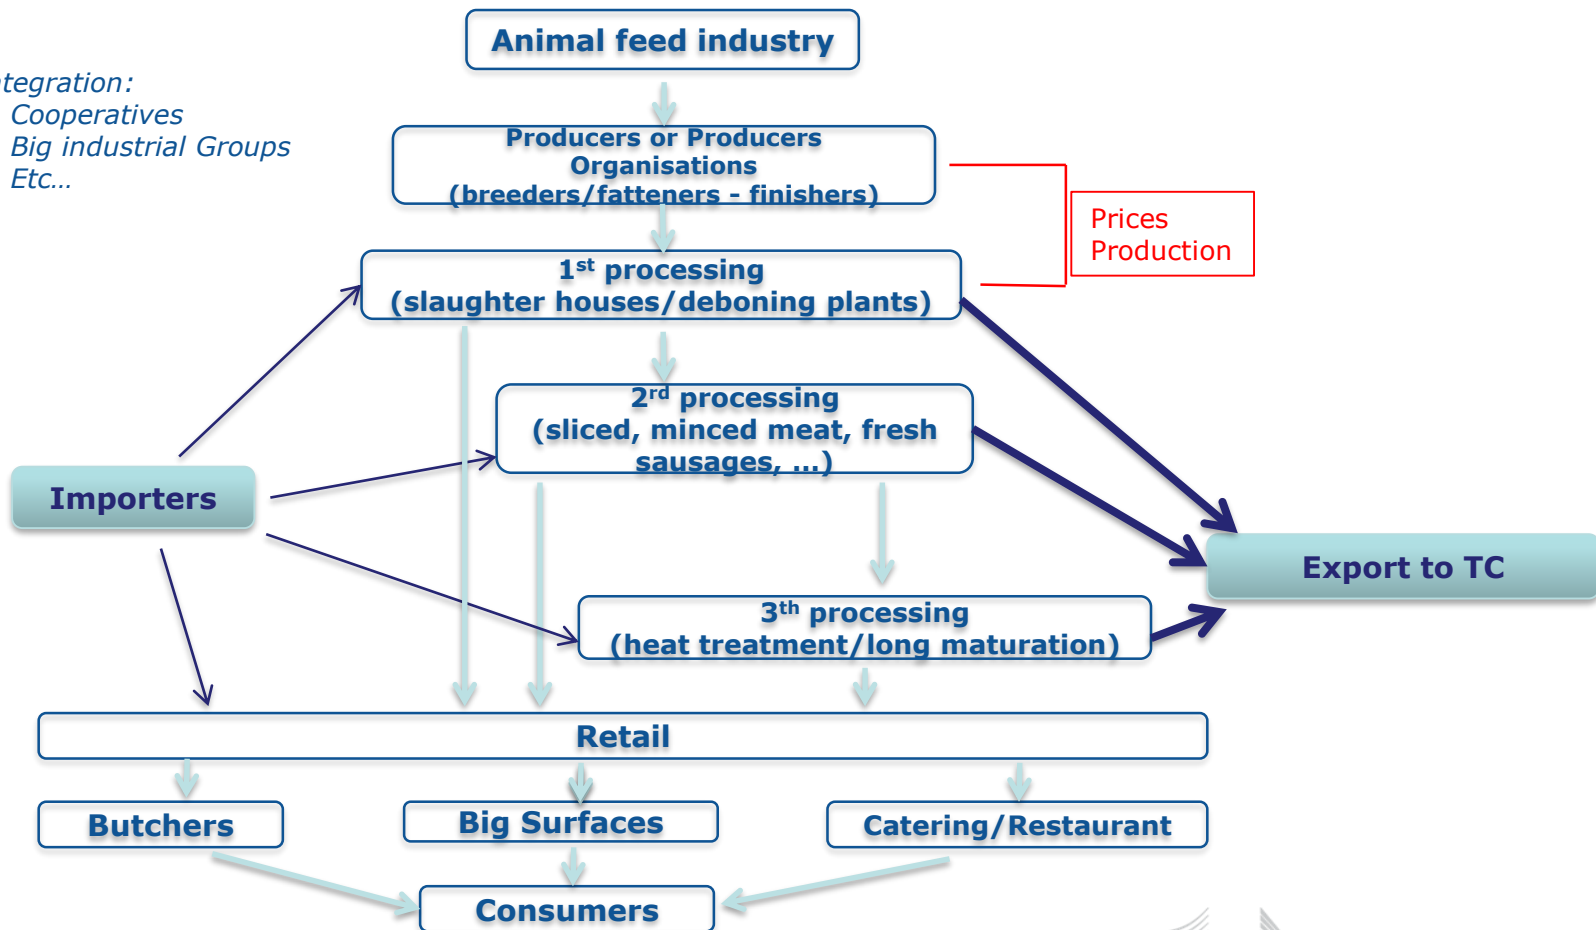 Animal feed industry
ntegration:
Cooperatives
Big industrial Groups
Etc...
Producers or Producers
Organisations
(breeders/fatteners - finishers)
Prices
Production
1st processing
(slaughter houses/deboning plants)
2rd processing
(sliced, minced meat, fresh
sausages, ...)
Importers
Export to TC
3th processing
(heat treatment/long maturation)
Retail
Butchers
Big Surfaces
Catering/Restaurant
Consumers